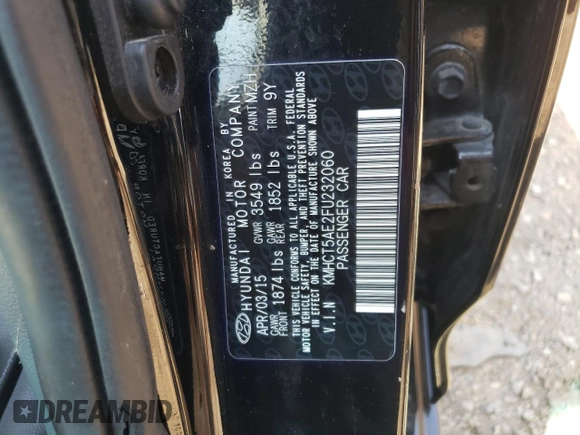 MANUFACTURED IN KOREA BY
HYUNDAI MOTOR COMPANY
APR/03/15 GVWR 3549 lbs PAINT MZH
GAWR FRONT 1874 lbs GAWR REAR 1852 lbs TRIM 9Y
THIS VEHICLE CONFORMS TO ALL APPLICABLE U.S.A. FEDERAL
MOTOR VEHICLE SAFETY, BUMPER, AND THEFT PREVENTION STANDARDS
IN EFFECT ON THE DATE OF MANUFACTURE SHOWN ABOVE
V.I.N KMHCT5AE2FU232060
PASSENGER CAR
DREAMBID